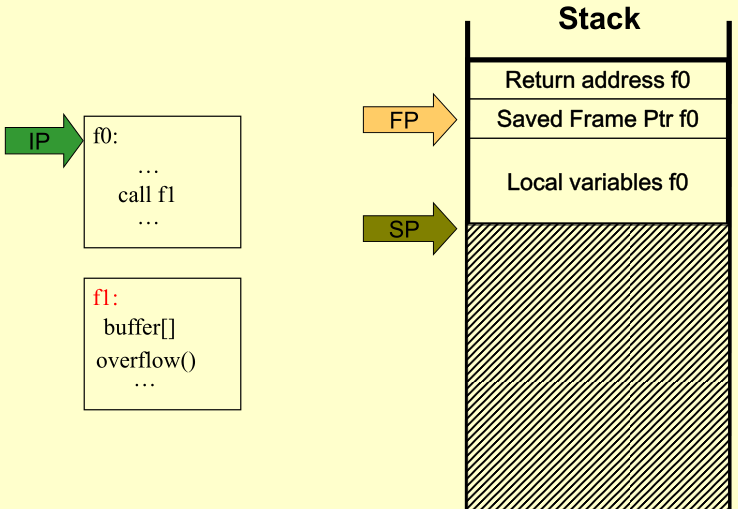 Stack
Return address f0
Saved Frame Ptr f0
Local variables f0
FP
SP
IP
f0:
…
call f1
…
f1:
buffer[]
overflow()
…